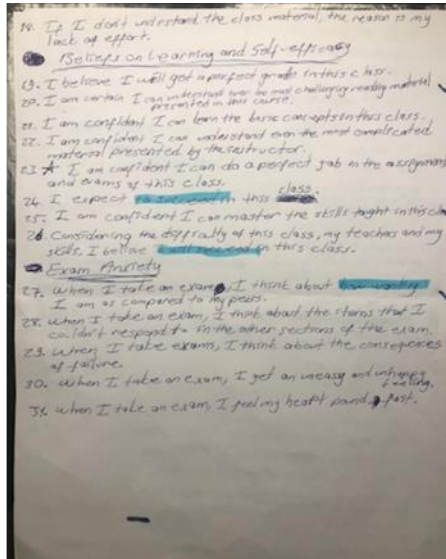 18. If I don't understand the class material, the reason is my
lack of effort.
Beliefs on Learning and Self-efficacy
19. I believe I will get a perfect grade in this class.
20. I am certain I can understand even the most challenging reading material
presented in this course.
21. I am confident I can learn the basic concepts in this class.
22. I am confident I can understand even the most complicated
material presented by the instructor.
23 I am confident I can do a perfect job in the assignments
and exams of this class.
24. I expect to succeed in this class.
25. I am confident I can master the skills taught in this
26 Considering the difficulty of this class, my teacher and my
skills, I believe I will succeed in this class.
Exam Anxiety
27. When I take an exam, I think about how
I am as compared to my peers.
28. When I take an exam, I think about the items that I
couldn't respond to in the other sections of the exam.
29. When I take exams, I think about the consequences
of failure.
30. When I take an exam, I get an uneasy and unhappy
feeling.
31. When I take an exam, I feel my heart pound fast.